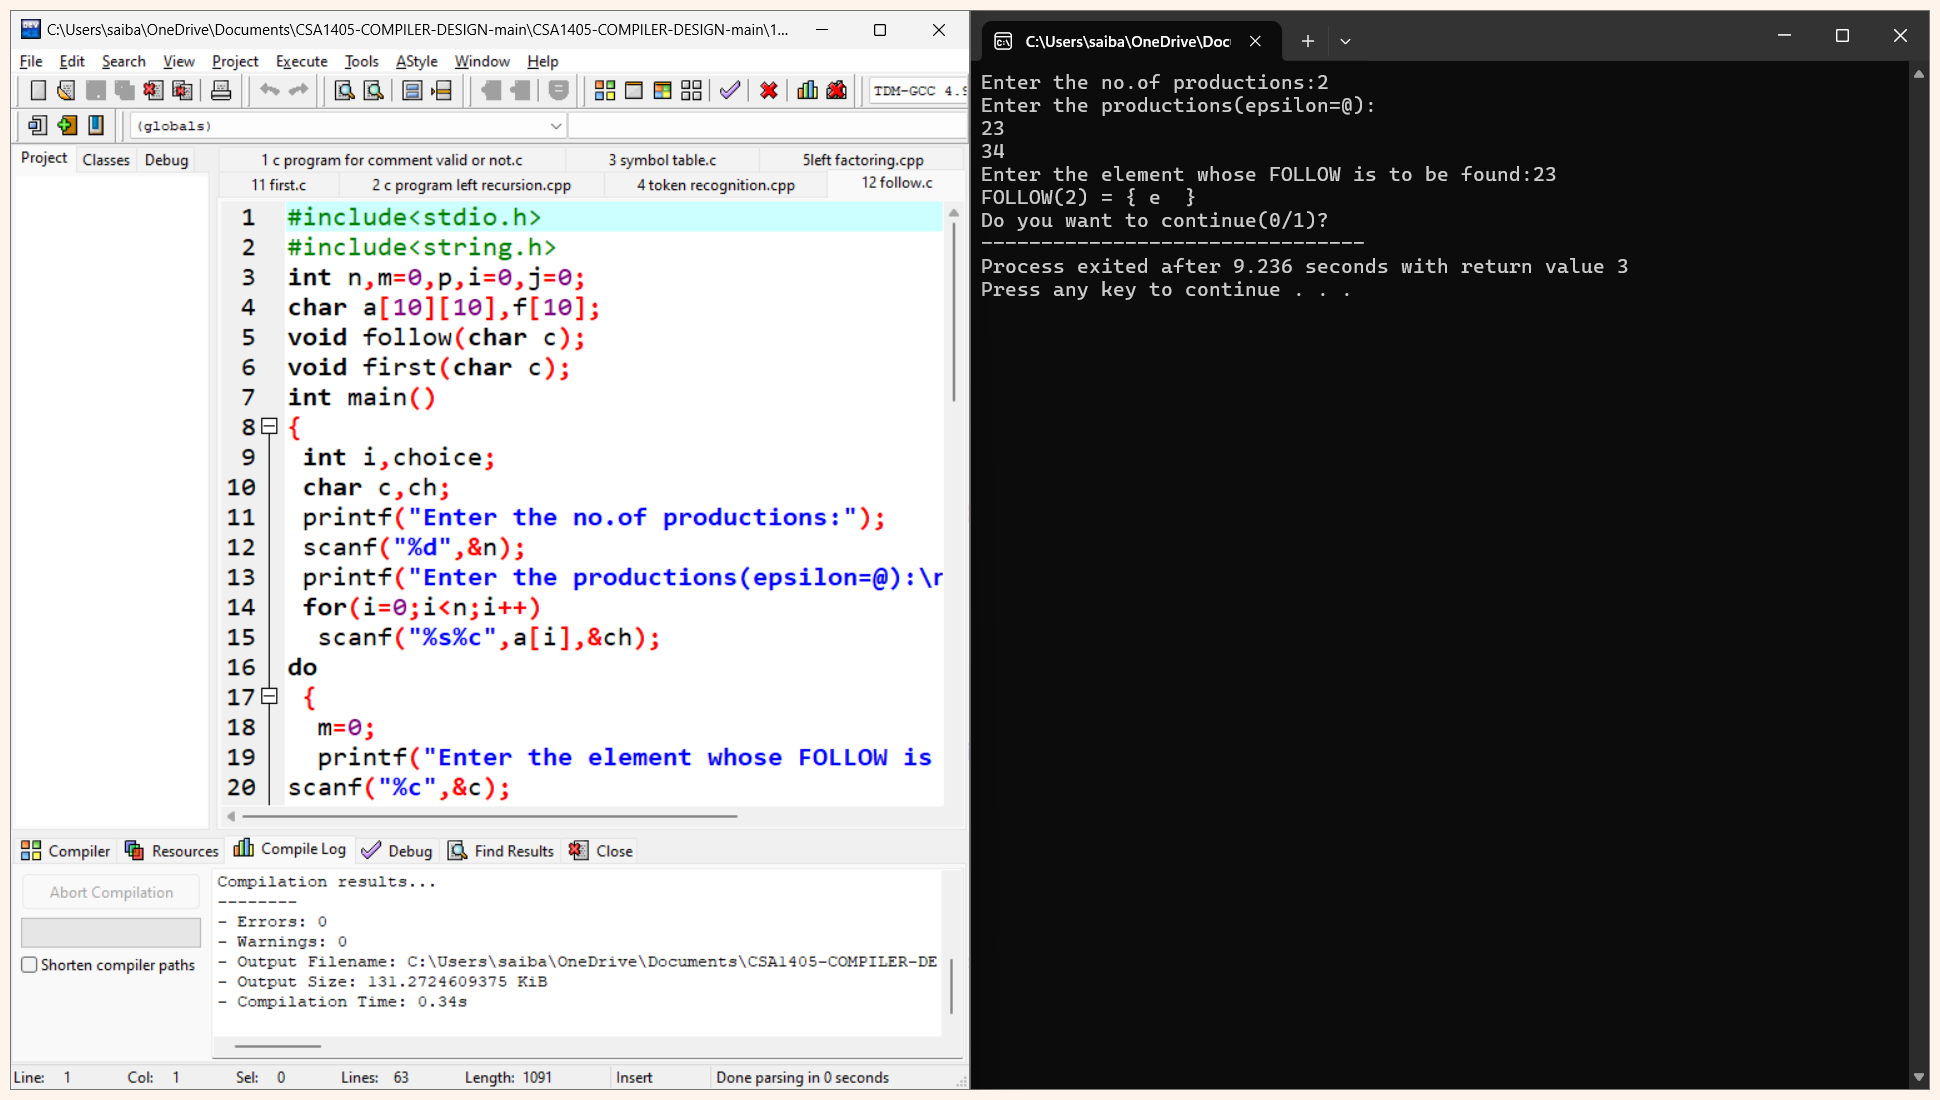 C:\Users\saiba\OneDrive\Documents\CSA1405-COMPILER-DESIGN-main\CSA1405-COMPILER-DESIGN-main\1...
File Edit Search View Project Execute Tools AStyle Window Help
TDM-GCC 4.9
(globals)
Project Classes Debug
1 c program for comment valid or not.c 3 symbol table.c 5left factoring.cpp
11 first.c 2 c program left recursion.cpp 4 token recognition.cpp 12 follow.c
1 #include<stdio.h>
2 #include<string.h>
3 int n,m=0,p,i=0,j=0;
4 char a[10][10],f[10];
5 void follow(char c);
6 void first(char c);
7 int main()
8 {
9 int i,choice;
10 char c,ch;
11 printf("Enter the no.of productions:");
12 scanf("%d",&n);
13 printf("Enter the productions(epsilon=@):\n
14 for(i=0;i<n;i++)
15 scanf("%s%c",a[i],&ch);
16 do
17 {
18 m=0;
19 printf("Enter the element whose FOLLOW is
20 scanf("%c",&c);
Compiler Resources Compile Log Debug Find Results Close
Abort Compilation
Shorten compiler paths
Compilation results...
--------
- Errors: 0
- Warnings: 0
- Output Filename: C:\Users\saiba\OneDrive\Documents\CSA1405-COMPILER-DE
- Output Size: 131.2724609375 KiB
- Compilation Time: 0.34s
Line: 1 Col: 1 Sel: 0 Lines: 63 Length: 1091 Insert Done parsing in 0 seconds
C:\Users\saiba\OneDrive\Doc
Enter the no.of productions:2
Enter the productions(epsilon=@):
23
34
Enter the element whose FOLLOW is to be found:23
FOLLOW(2) = { e  }
Do you want to continue(0/1)?
--------------------------------
Process exited after 9.236 seconds with return value 3
Press any key to continue . . .